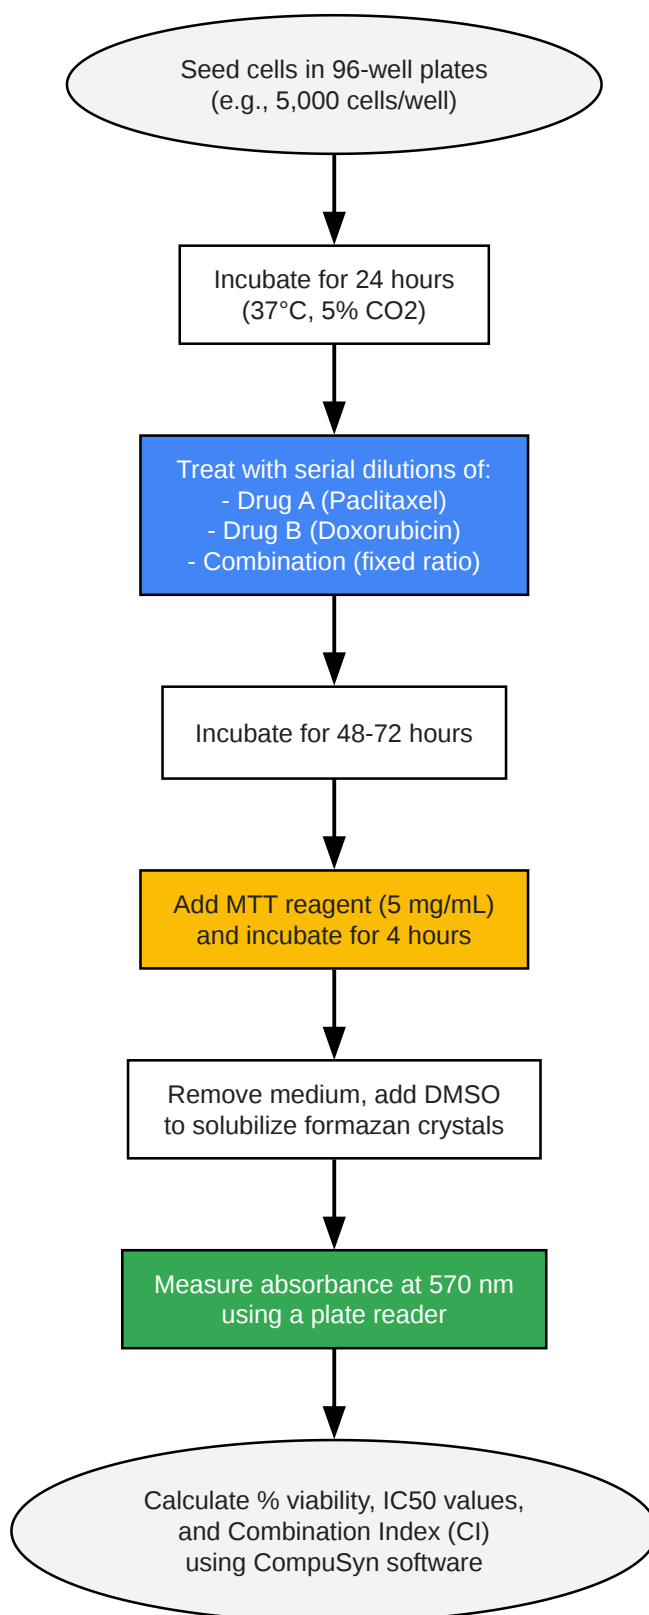 Seed cells in 96-well plates
(e.g., 5,000 cells/well)
Incubate for 24 hours
(37°C, 5% CO2)
Treat with serial dilutions of:
- Drug A (Paclitaxel)
- Drug B (Doxorubicin)
- Combination (fixed ratio)
Incubate for 48-72 hours
Add MTT reagent (5 mg/mL)
and incubate for 4 hours
Remove medium, add DMSO
to solubilize formazan crystals
Measure absorbance at 570 nm
using a plate reader
Calculate % viability, IC50 values,
and Combination Index (CI)
using CompuSyn software